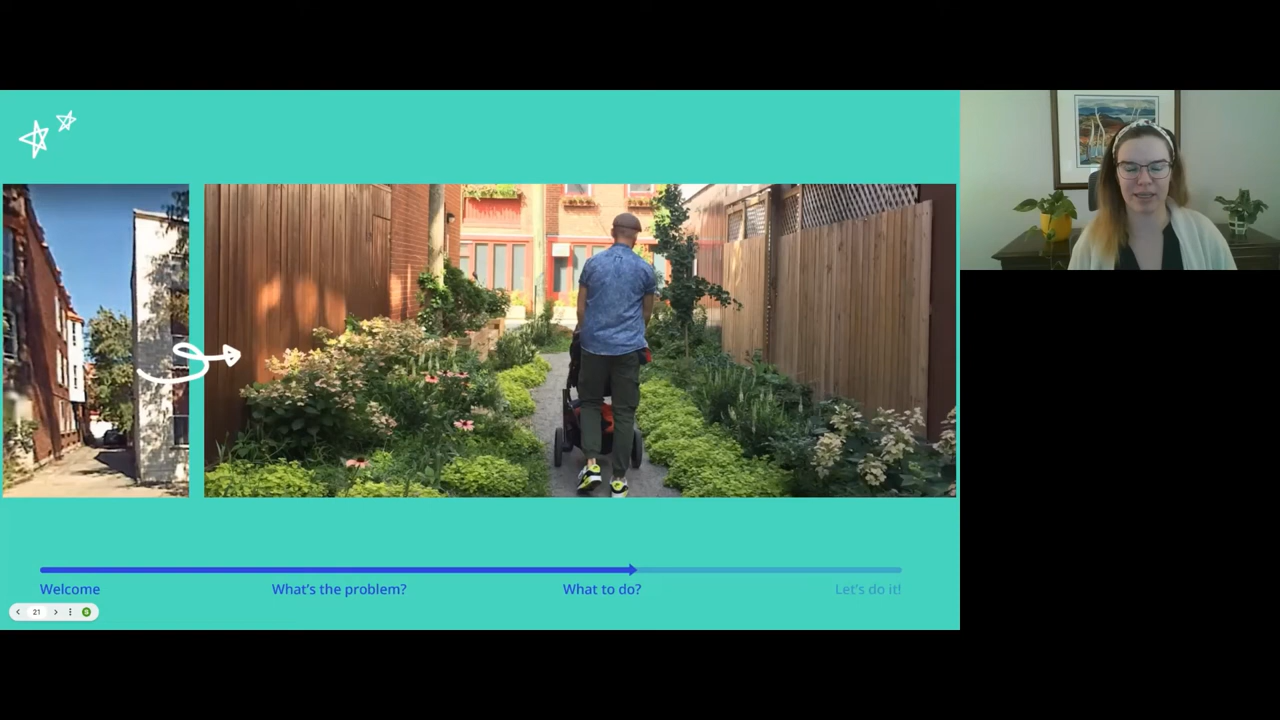 Welcome
What's the problem?
What to do?
Let's do it!
21